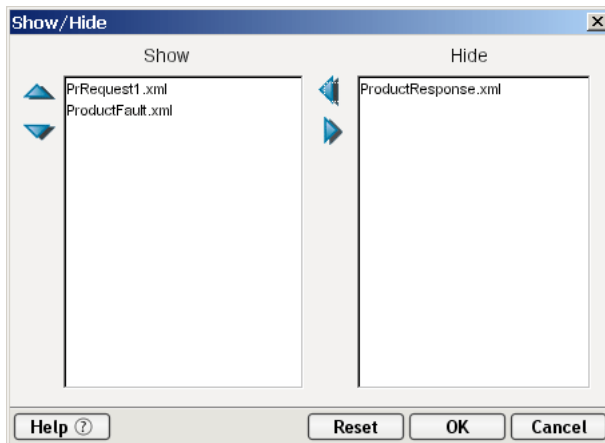 Show/Hide
Show
Hide
PrRequest1.xml
ProductFault.xml
ProductResponse.xml
Help ?
Reset
OK
Cancel